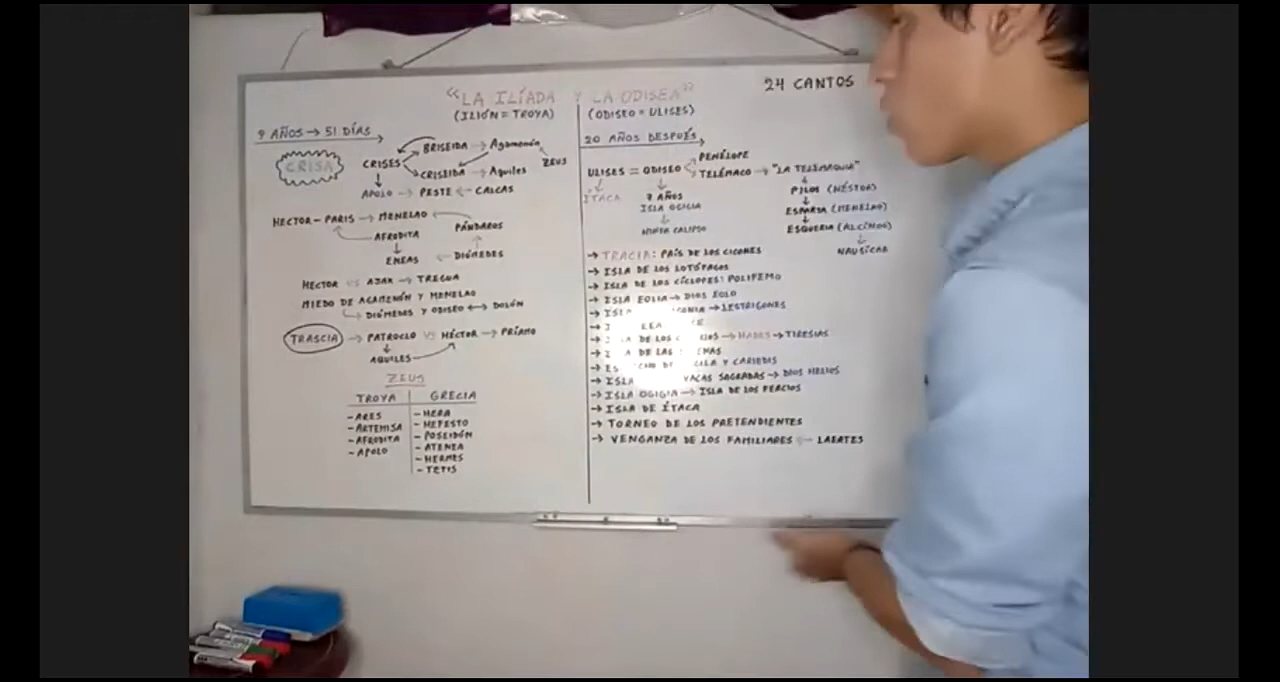 "LA ILÍADA Y LA ODISEA"
24 CANTOS
(ILIÓN = TROYA)
9 AÑOS → 51 DÍAS
CRISA
CRISES
BRISEIDA → Agamenón
ZEUS
CRISEIDA → Aquiles
APOLO → PESTE ← CALCAS
HECTOR - PARIS → MENELAO
PÁNDAROS
AFRODITA
ENEAS ← DIÓMEDES
HECTOR VS AJAX → TREGUA
MIEDO DE AGAMENÓN Y MENELAO
DIÓMEDES Y ODISEO ↔ DOLÓN
TRASCIA → PATROCLO VS HÉCTOR → PRÍAMO
AQUILES
ZEUS
TROYA
GRECIA
- ARES
- ARTEMISA
- AFRODITA
- APOLO
- HERA
- HEFESTO
- POSEIDÓN
- ATENEA
- HERMES
- TETIS
(ODISEO = ULISES)
20 AÑOS DESPUÉS
ULISES = ODISEO
PENÉLOPE
TELÉMACO → "LA TELEMAQUIA"
ÍTACA
7 AÑOS
ISLA OGIGIA
NINFA CALIPSO
PILOS (NÉSTOR)
ESPARTA (MENELAO)
ESQUERIA (ALCÍNOO)
NAUSÍCAA
→ TRACIA: PAÍS DE LOS CICONES
→ ISLA DE LOS LOTÓFAGOS
→ ISLA DE LOS CÍCLOPES: POLIFEMO
→ ISLA EOLIA → DIOS EOLO
→ ISLA → LESTRIGONES
→ DE LOS → HADES → TIRESIAS
→ DE LAS
→ Y CARIBDIS
→ ISLA VACAS SAGRADAS → DIOS HELIOS
→ ISLA OGIGIA → ISLA DE LOS FEACIOS
→ ISLA DE ÍTACA
→ TORNEO DE LOS PRETENDIENTES
→ VENGANZA DE LOS FAMILIARES ← LAERTES